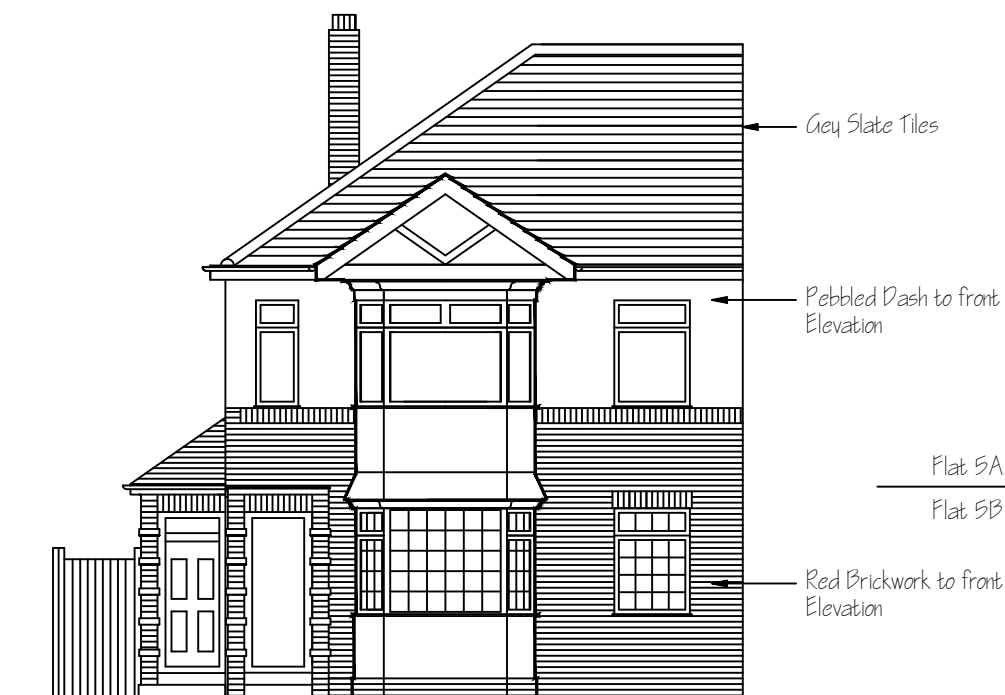 Gey Slate Tiles
Pebbled Dash to front
Elevation
Flat 5A
Flat 5B
Red Brickwork to front
Elevation